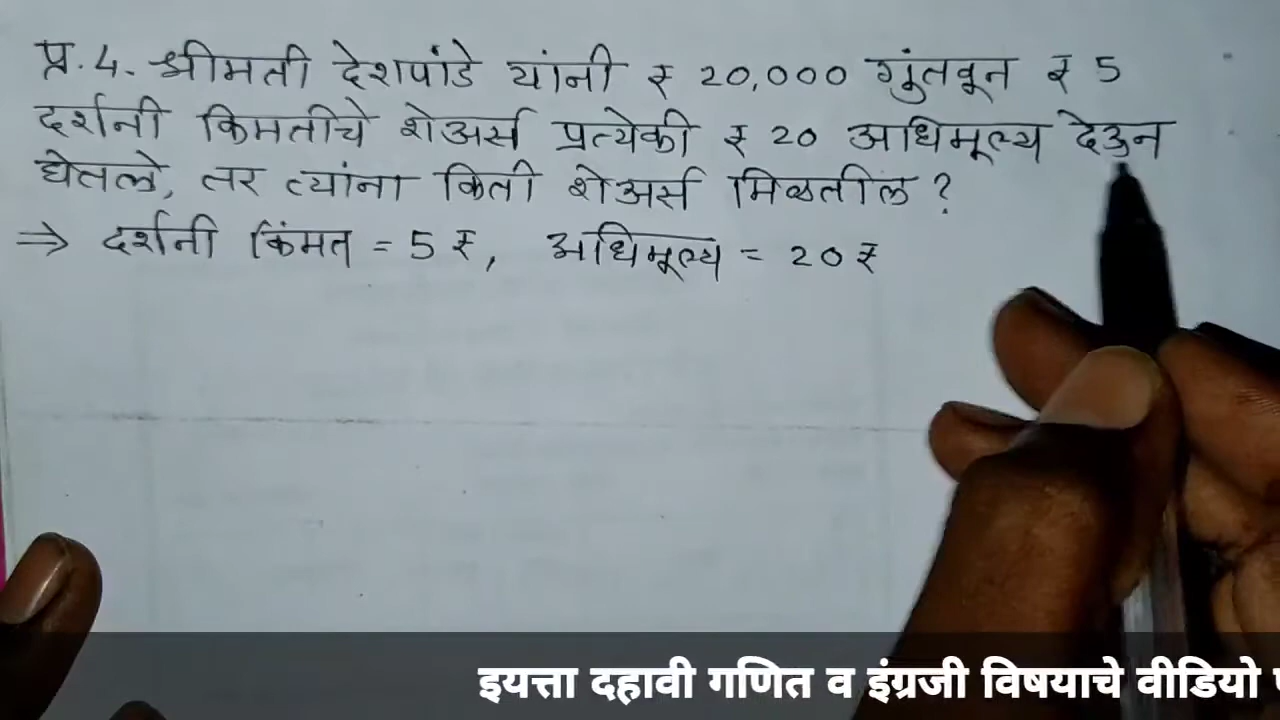 प्र. 4. श्रीमती देशपांडे यांनी ₹ 20,000 गुंतवून ₹ 5
दर्शनी किमतीचे शेअर्स प्रत्येकी ₹ 20 अधिमूल्य देऊन
घेतले, तर त्यांना किती शेअर्स मिळतील ?
⇒ दर्शनी किंमत = 5 ₹, अधिमूल्य = 20 ₹
इयत्ता दहावी गणित व इंग्रजी विषयाचे वीडियो